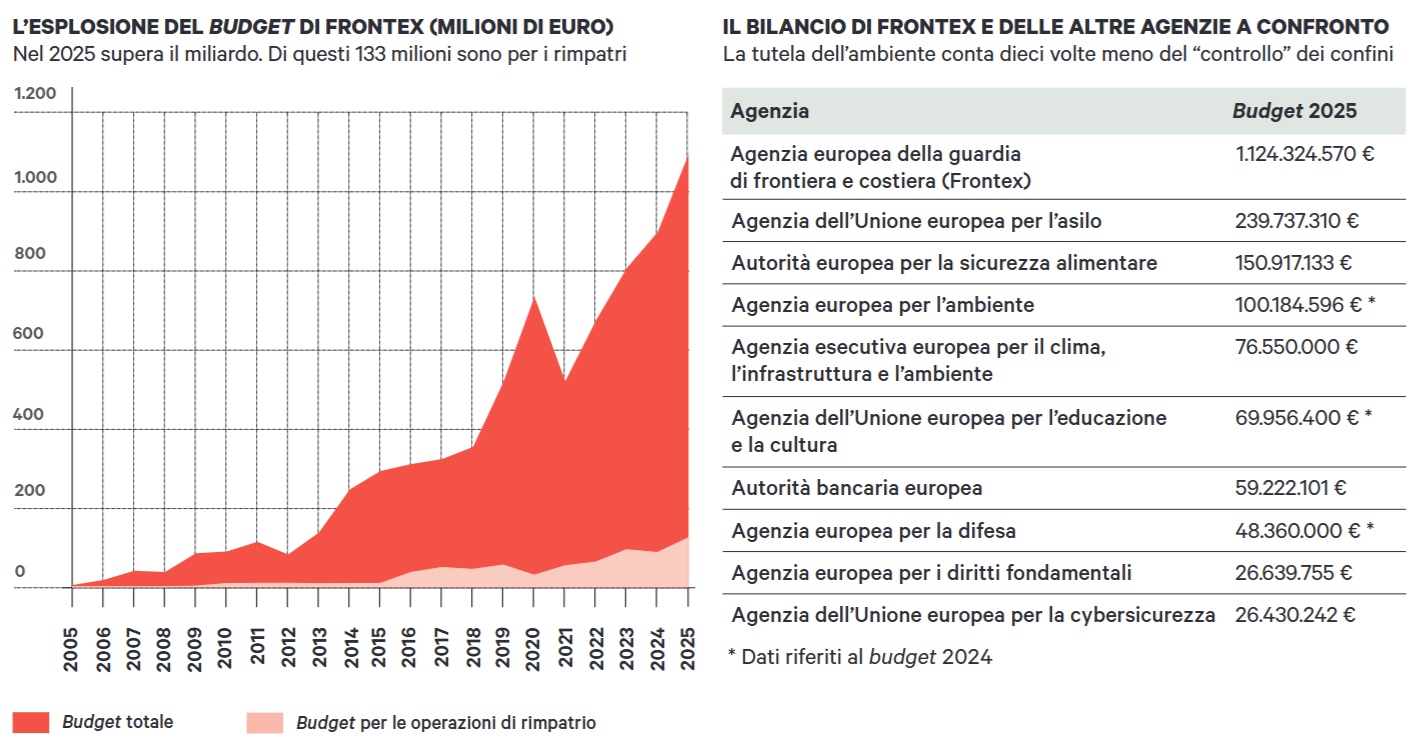 L’ESPLOSIONE DEL BUDGET DI FRONTEX (MILIONI DI EURO)
Nel 2025 supera il miliardo. Di questi 133 milioni sono per i rimpatri
1.200
1.000
800
600
400
200
0
2005
2006
2007
2008
2009
2010
2011
2012
2013
2014
2015
2016
2017
2018
2019
2020
2021
2022
2023
2024
2025
Budget totale
Budget per le operazioni di rimpatrio
IL BILANCIO DI FRONTEX E DELLE ALTRE AGENZIE A CONFRONTO
La tutela dell’ambiente conta dieci volte meno del “controllo” dei confini
Agenzia Budget 2025
Agenzia europea della guardia 1.124.324.570 €
di frontiera e costiera (Frontex)
Agenzia dell’Unione europea per l’asilo 239.737.310 €
Autorità europea per la sicurezza alimentare 150.917.133 €
Agenzia europea per l’ambiente 100.184.596 € *
Agenzia esecutiva europea per il clima, 76.550.000 €
l’infrastruttura e l’ambiente
Agenzia dell’Unione europea per l’educazione 69.956.400 € *
e la cultura
Autorità bancaria europea 59.222.101 €
Agenzia europea per la difesa 48.360.000 € *
Agenzia europea per i diritti fondamentali 26.639.755 €
Agenzia dell’Unione europea per la cybersicurezza 26.430.242 €
* Dati riferiti al budget 2024